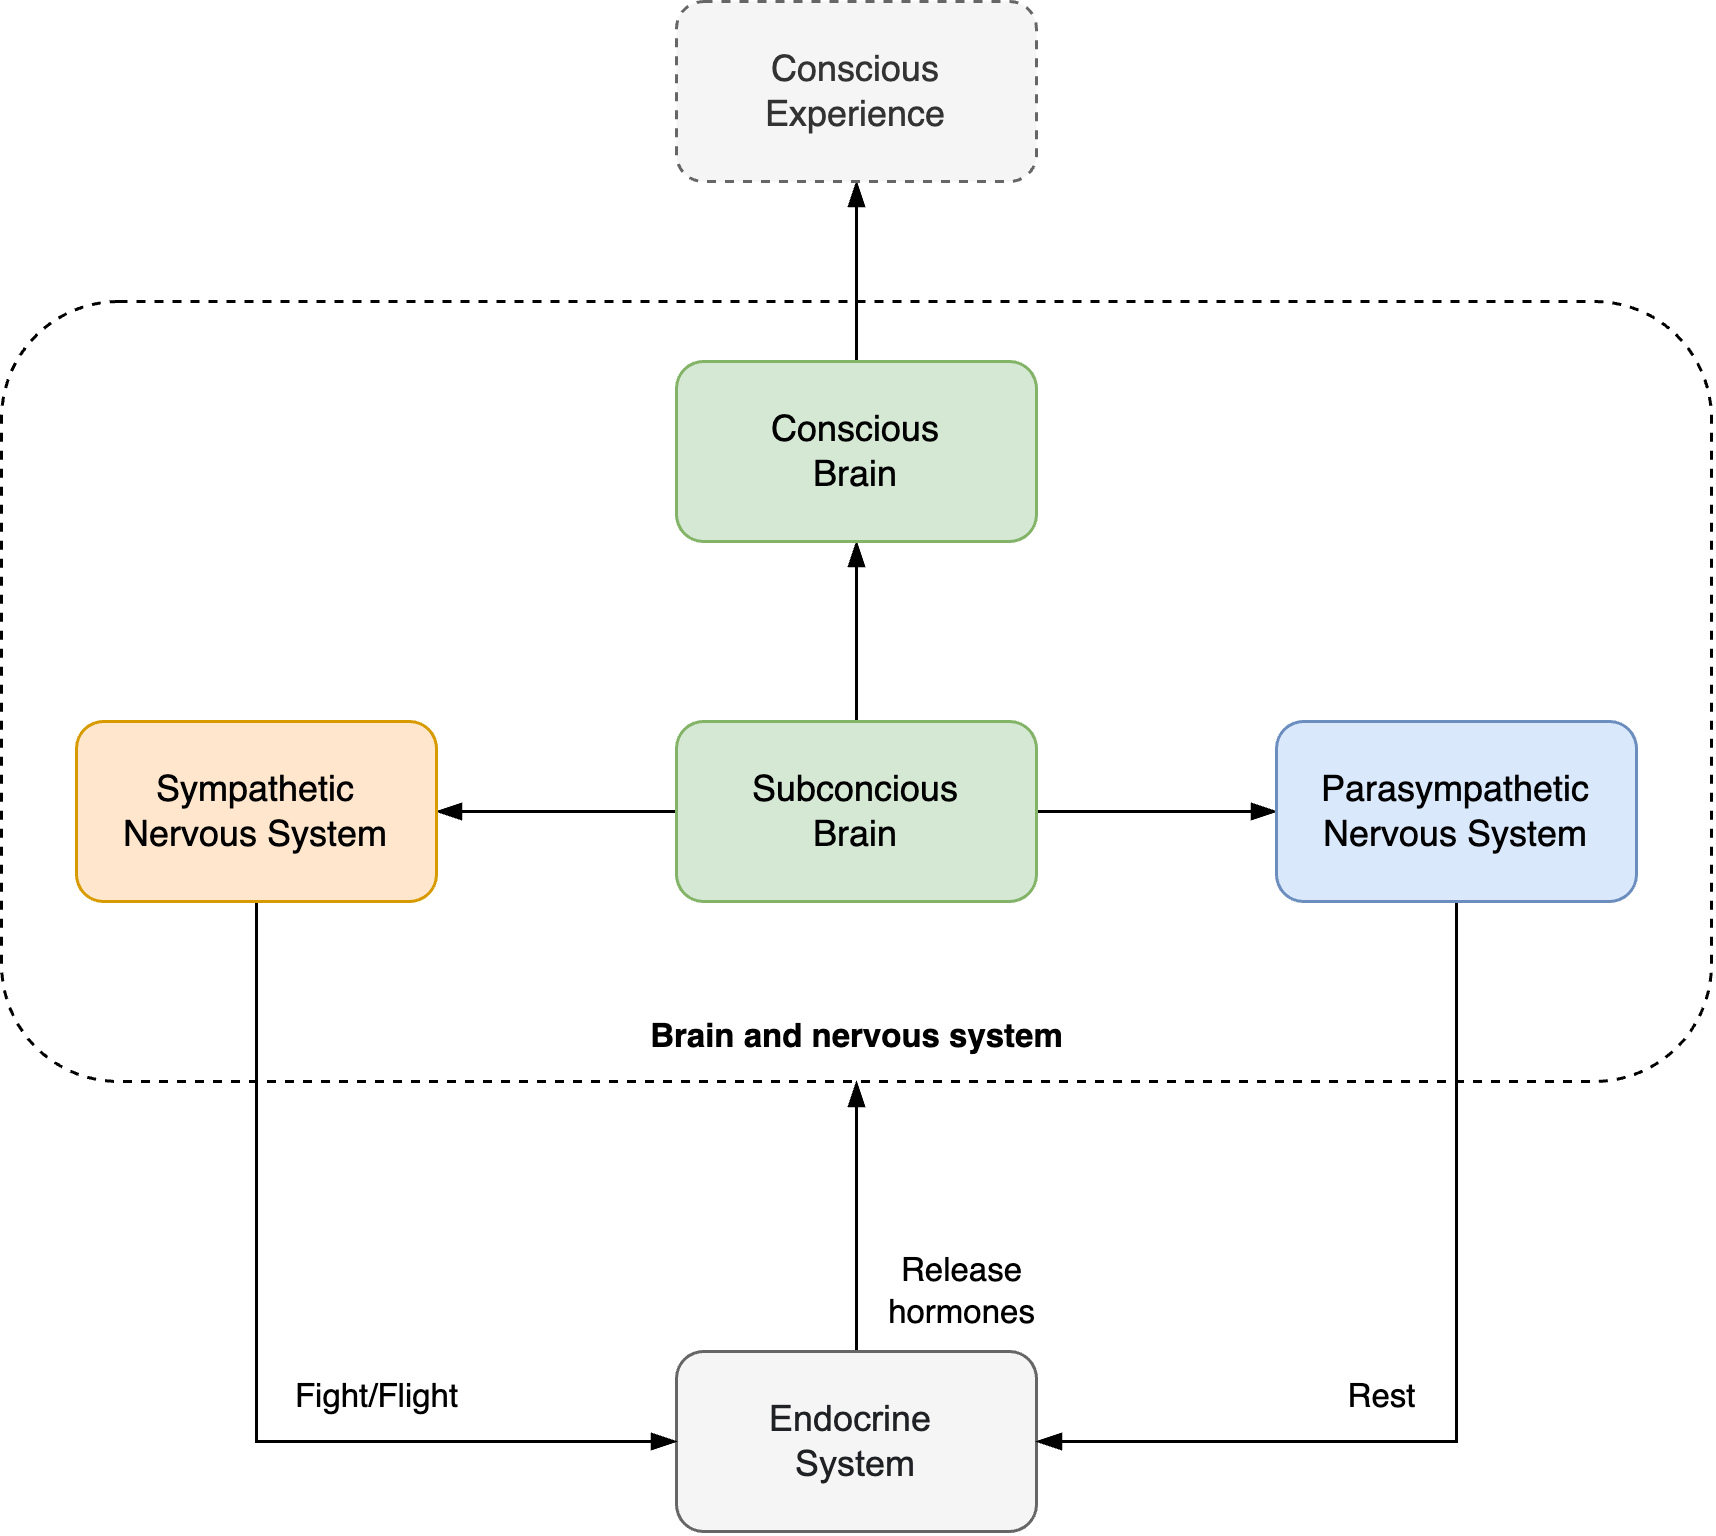 Conscious
Experience
Conscious
Brain
Sympathetic
Nervous System
Subconcious
Brain
Parasympathetic
Nervous System
Brain and nervous system
Release
hormones
Fight/Flight
Rest
Endocrine
System